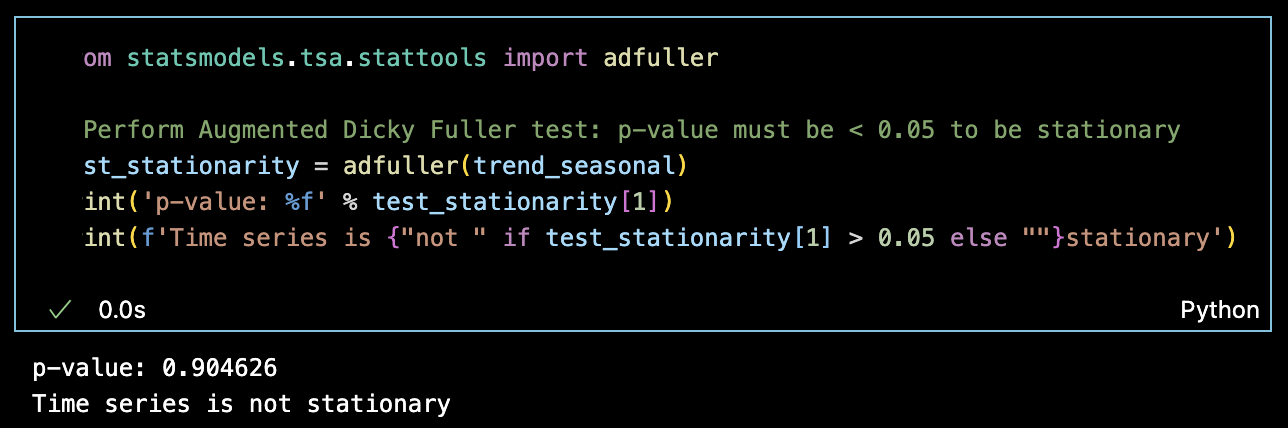 om statsmodels.tsa.stattools import adfuller
Perform Augmented Dicky Fuller test: p-value must be < 0.05 to be stationary
st_stationarity = adfuller(trend_seasonal)
int('p-value: %f' % test_stationarity[1])
int(f'Time series is {"not " if test_stationarity[1] > 0.05 else ""}stationary')
0.0s
Python
p-value: 0.904626
Time series is not stationary